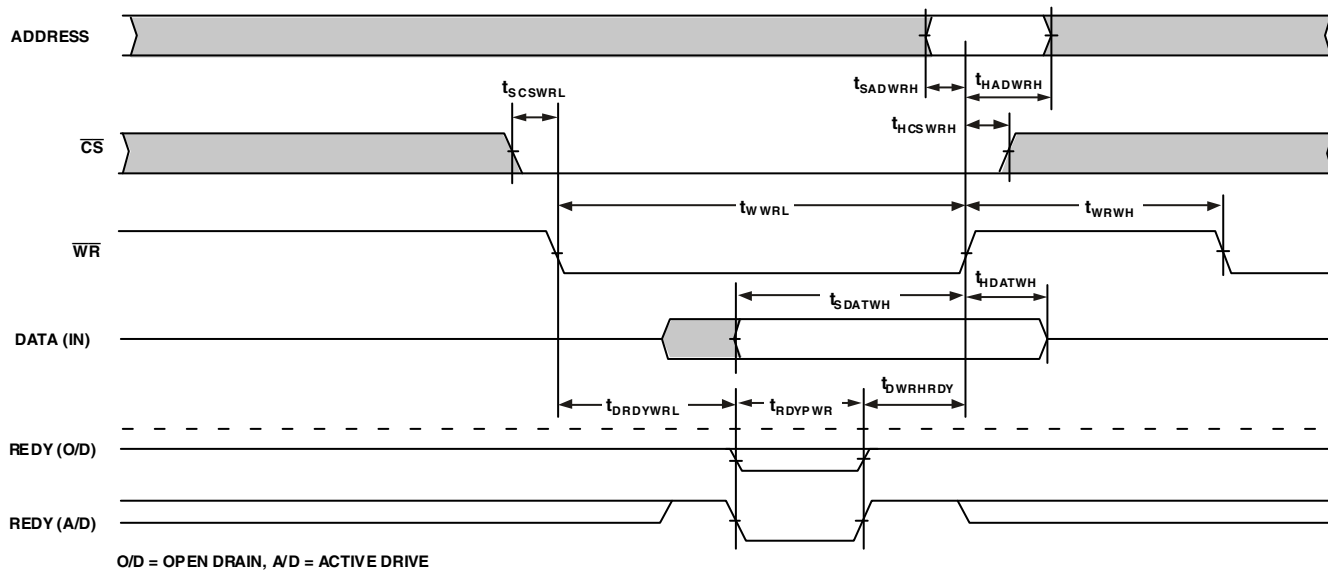 ADDRESS
tSCSWRL
tSADWRH
tHADWRH
tHCSWRH
CS
tWWRL
tWRWH
WR
tHDATWH
tSDATWH
DATA (IN)
tDWRHRDY
tDRDYWRL
tRDYPWR
REDY (O/D)
REDY (A/D)
O/D = OPEN DRAIN, A/D = ACTIVE DRIVE